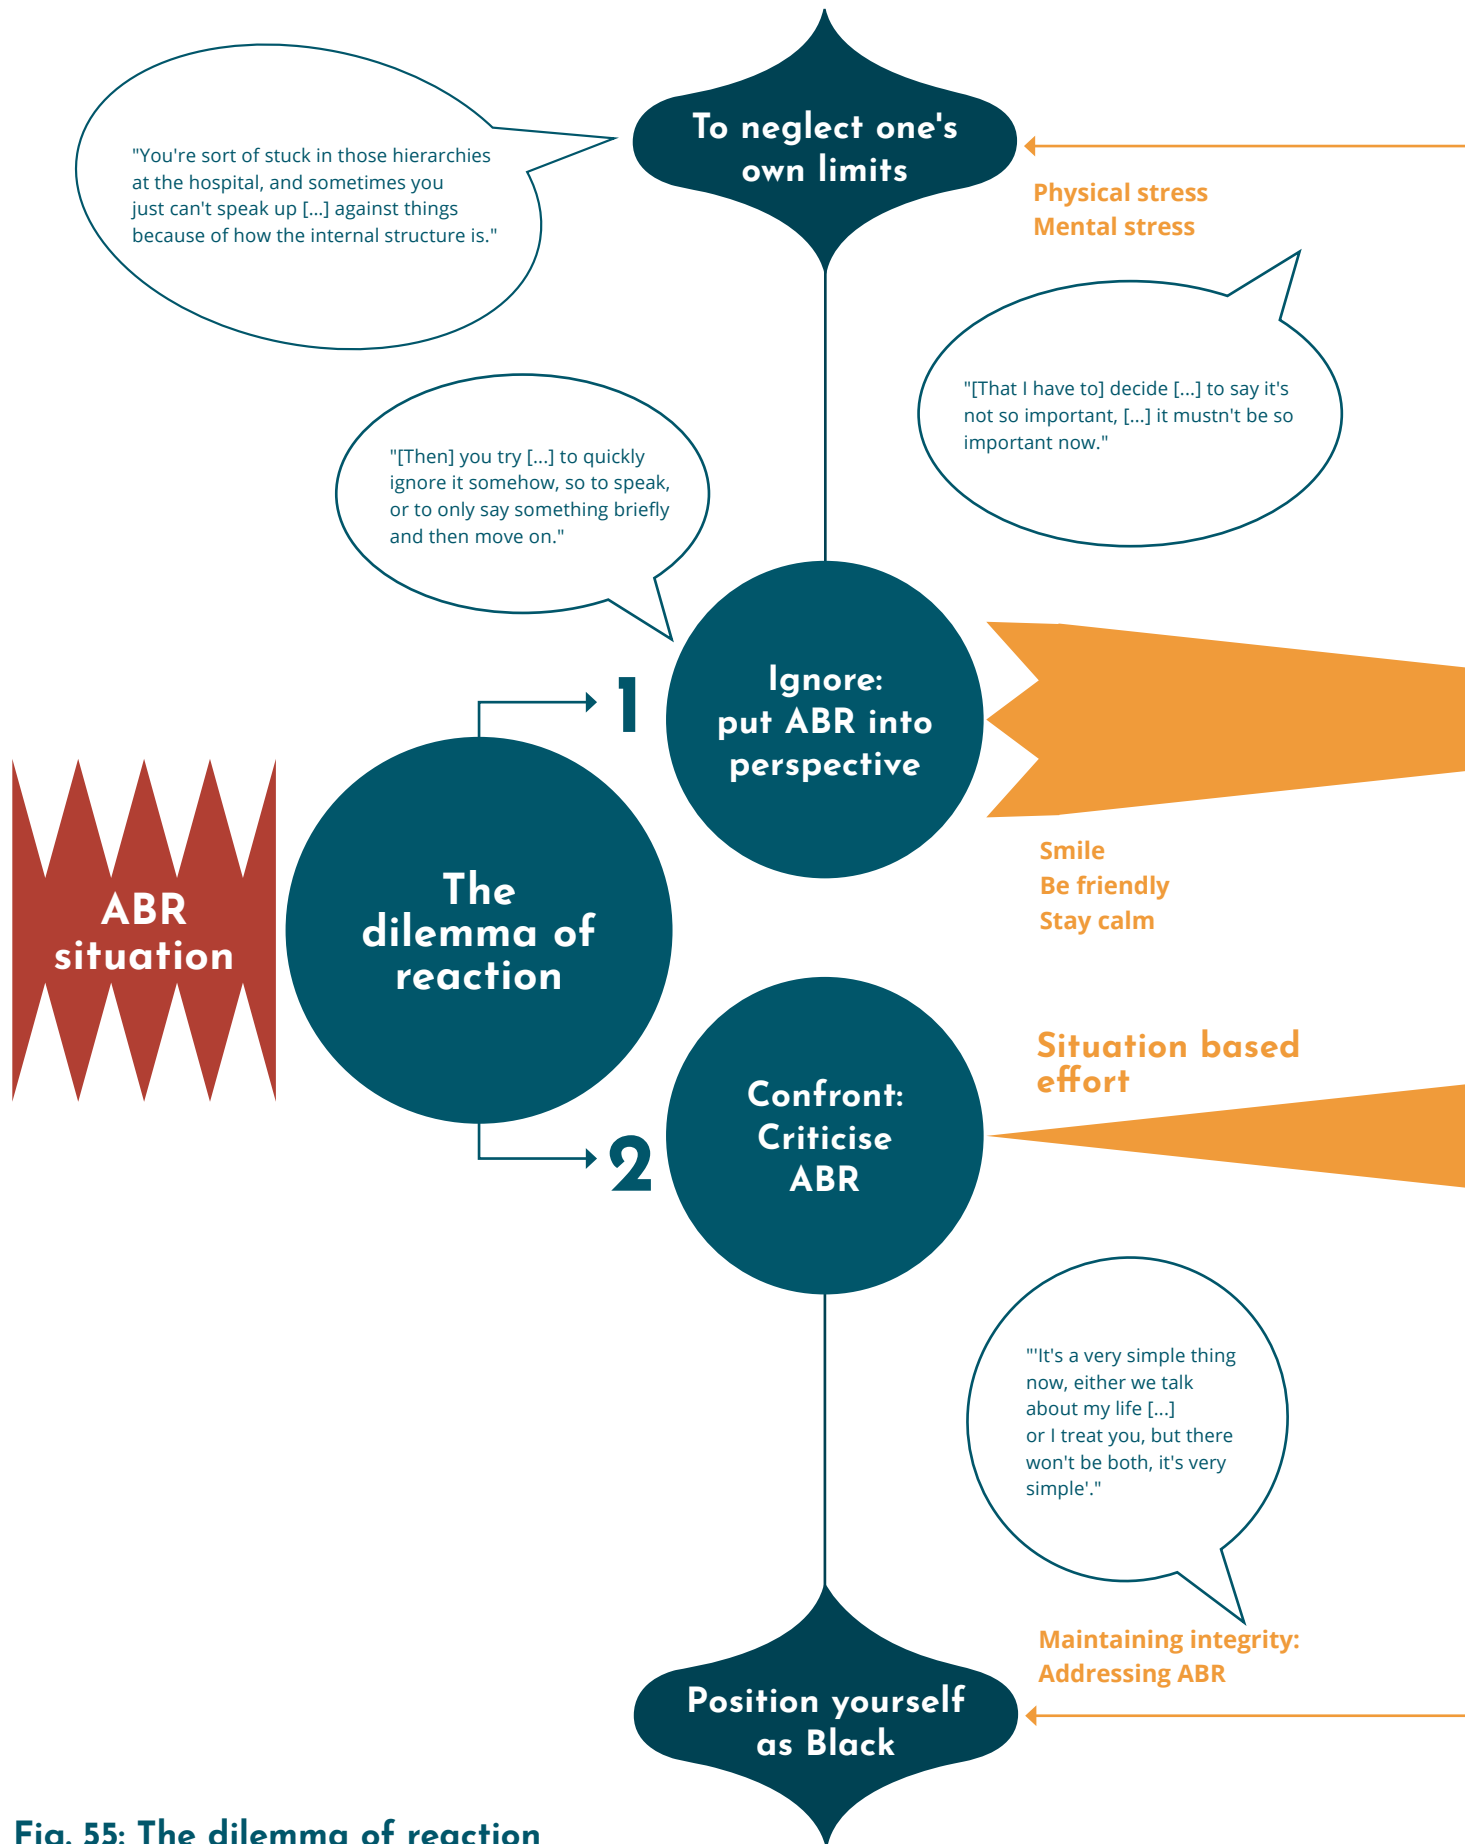 To neglect one's
own limits
"You're sort of stuck in those hierarchies
at the hospital, and sometimes you
just can't speak up [...] against things
because of how the internal structure is."
Physical stress
Mental stress
"[That I have to] decide [...] to say it's
not so important, [...] it mustn't be so
important now."
"[Then] you try [...] to quickly
ignore it somehow, so to speak,
or to only say something briefly
and then move on."
1
Ignore:
put ABR into
perspective
ABR
situation
The
dilemma of
reaction
Smile
Be friendly
Stay calm
2
Confront:
Criticise
ABR
Situation based
effort
"'It's a very simple thing
now, either we talk
about my life [...]
or I treat you, but there
won't be both, it's very
simple'."
Maintaining integrity:
Addressing ABR
Position yourself
as Black
Fig. 55: The dilemma of reaction